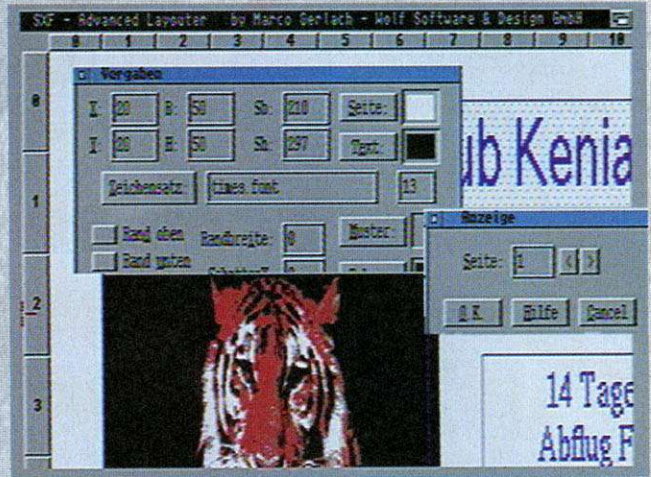 SXF - Advanced Layouter by Marco Gerlach - Wolf Software & Design GmbH
0 1 2 3 4 5 6 7 8 9 10
0
1
2
3
Vorgaben
X: 20 B: 50 Sb: 210 Seite:
Y: 20 H: 50 Sh: 297 Text:
Zeichensatz: times.font 13
Rand oben Randbreite: 0 Muster:
Rand unten
ub Kenia
Anzeige
Seite: 1 < >
O K Hilfe Cancel
14 Tage
Abflug F